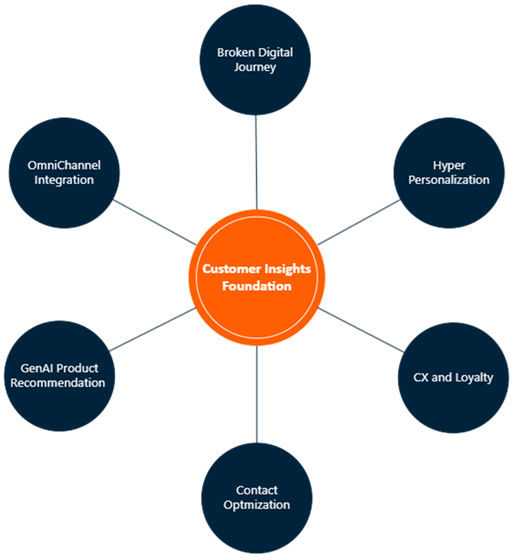 Broken Digital
Journey
OmniChannel
Integration
Hyper
Personalization
Customer Insights
Foundation
GenAI Product
Recommendation
CX and Loyalty
Contact
Optmization